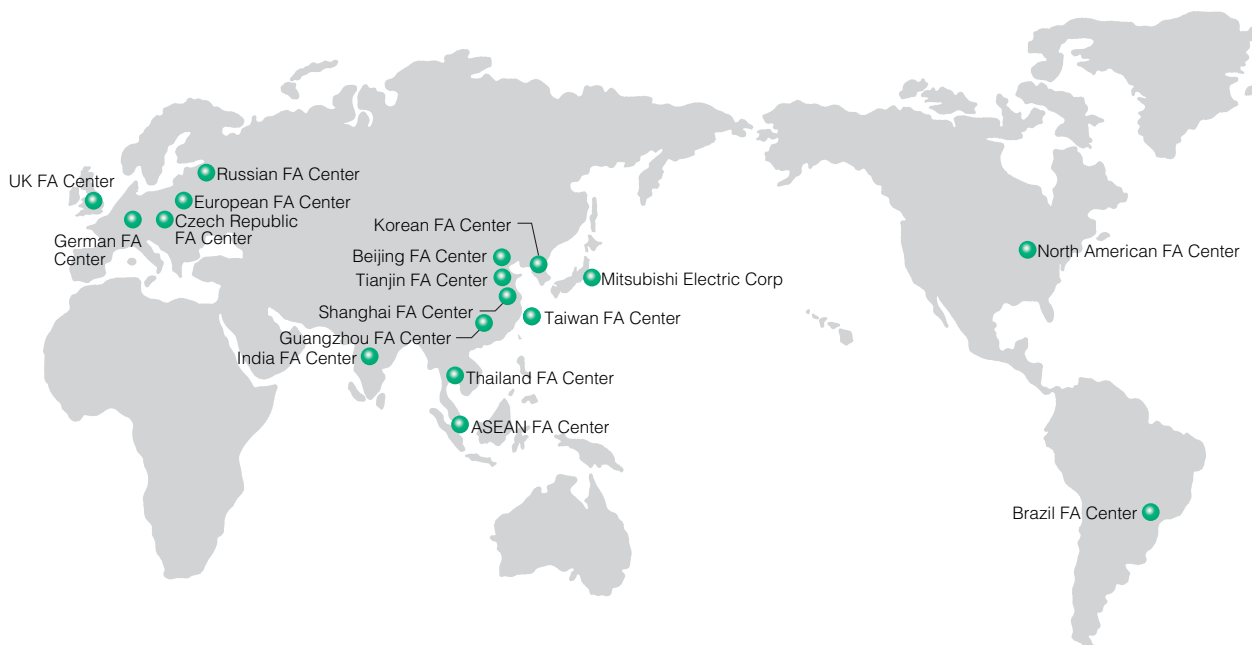 Russian FA Center
UK FA Center
European FA Center
Czech Republic
FA Center
German FA
Center
Korean FA Center
Beijing FA Center
Tianjin FA Center
Mitsubishi Electric Corp
Shanghai FA Center
Taiwan FA Center
Guangzhou FA Center
India FA Center
Thailand FA Center
ASEAN FA Center
North American FA Center
Brazil FA Center